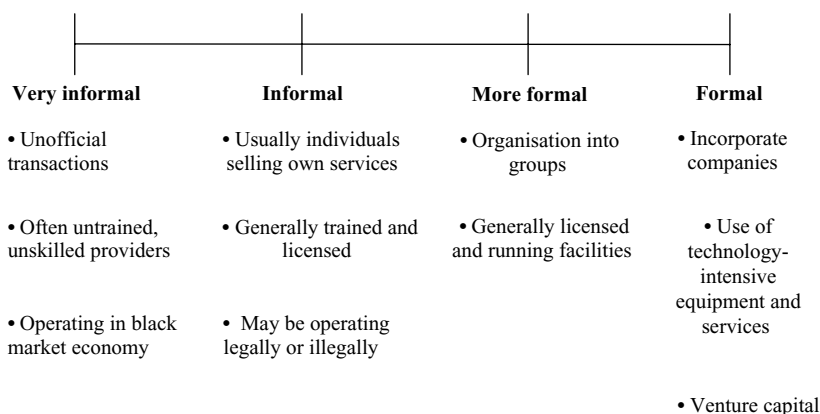 Very informal
• Unofficial
transactions
• Often untrained,
unskilled providers
• Operating in black
market economy
Informal
• Usually individuals
selling own services
• Generally trained and
licensed
• May be operating
legally or illegally
More formal
• Organisation into
groups
• Generally licensed
and running facilities
Formal
• Incorporate
companies
• Use of
technology-
intensive
equipment and
services
• Venture capital